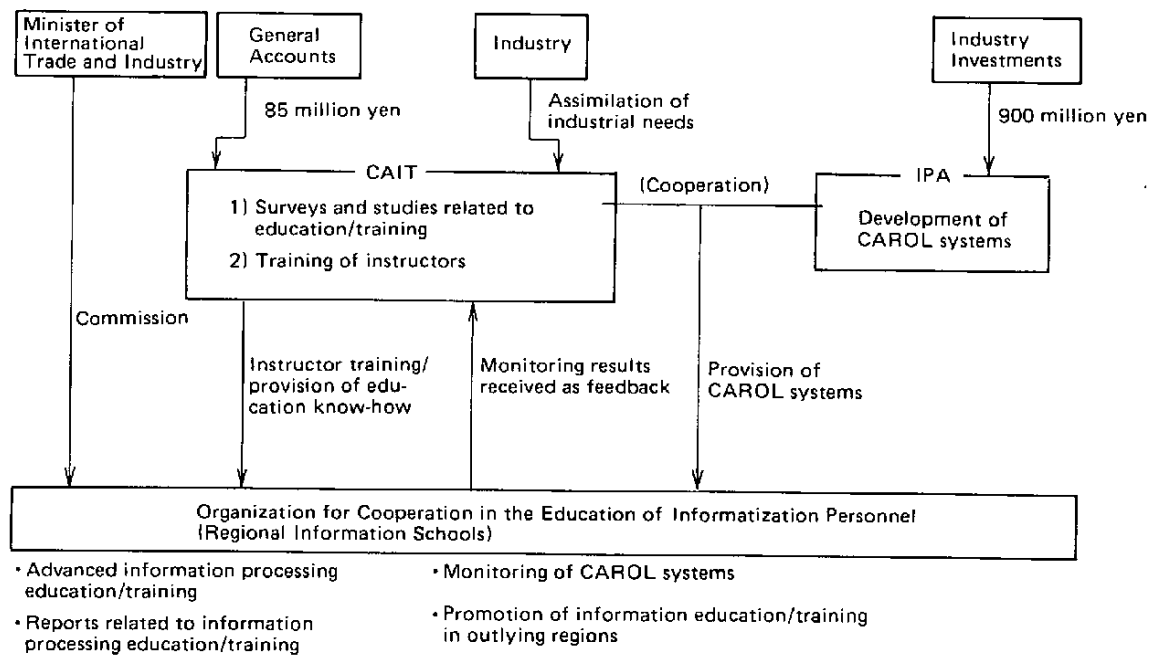 Minister of
International
Trade and Industry
General
Accounts
Industry
Industry
Investments
85 million yen
Assimilation of
industrial needs
900 million yen
CAIT
1) Surveys and studies related to
education/training
2) Training of instructors
(Cooperation)
IPA
Development of
CAROL systems
Commission
Instructor training/
provision of edu-
cation know-how
Monitoring results
received as feedback
Provision of
CAROL systems
Organization for Cooperation in the Education of Informatization Personnel
(Regional Information Schools)
• Advanced information processing
education/training
• Reports related to information
processing education/training
• Monitoring of CAROL systems
• Promotion of information education/training
in outlying regions